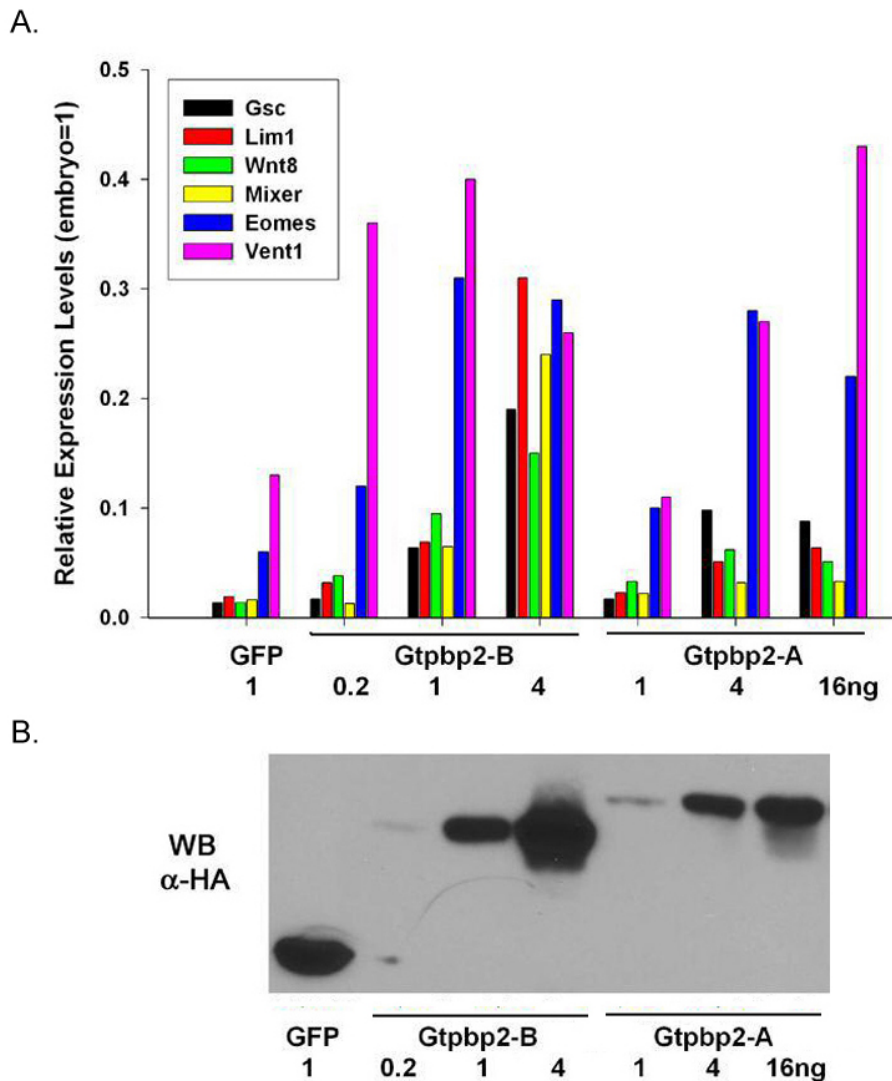 A.
Relative Expression Levels (embryo=1)
0.5
0.4
0.3
0.2
0.1
0.0
Gsc
Lim1
Wnt8
Mixer
Eomes
Vent1
GFP Gtpbp2-B Gtpbp2-A
1 0.2 1 4 1 4 16ng
B.
WB
α-HA
GFP Gtpbp2-B Gtpbp2-A
1 0.2 1 4 1 4 16ng